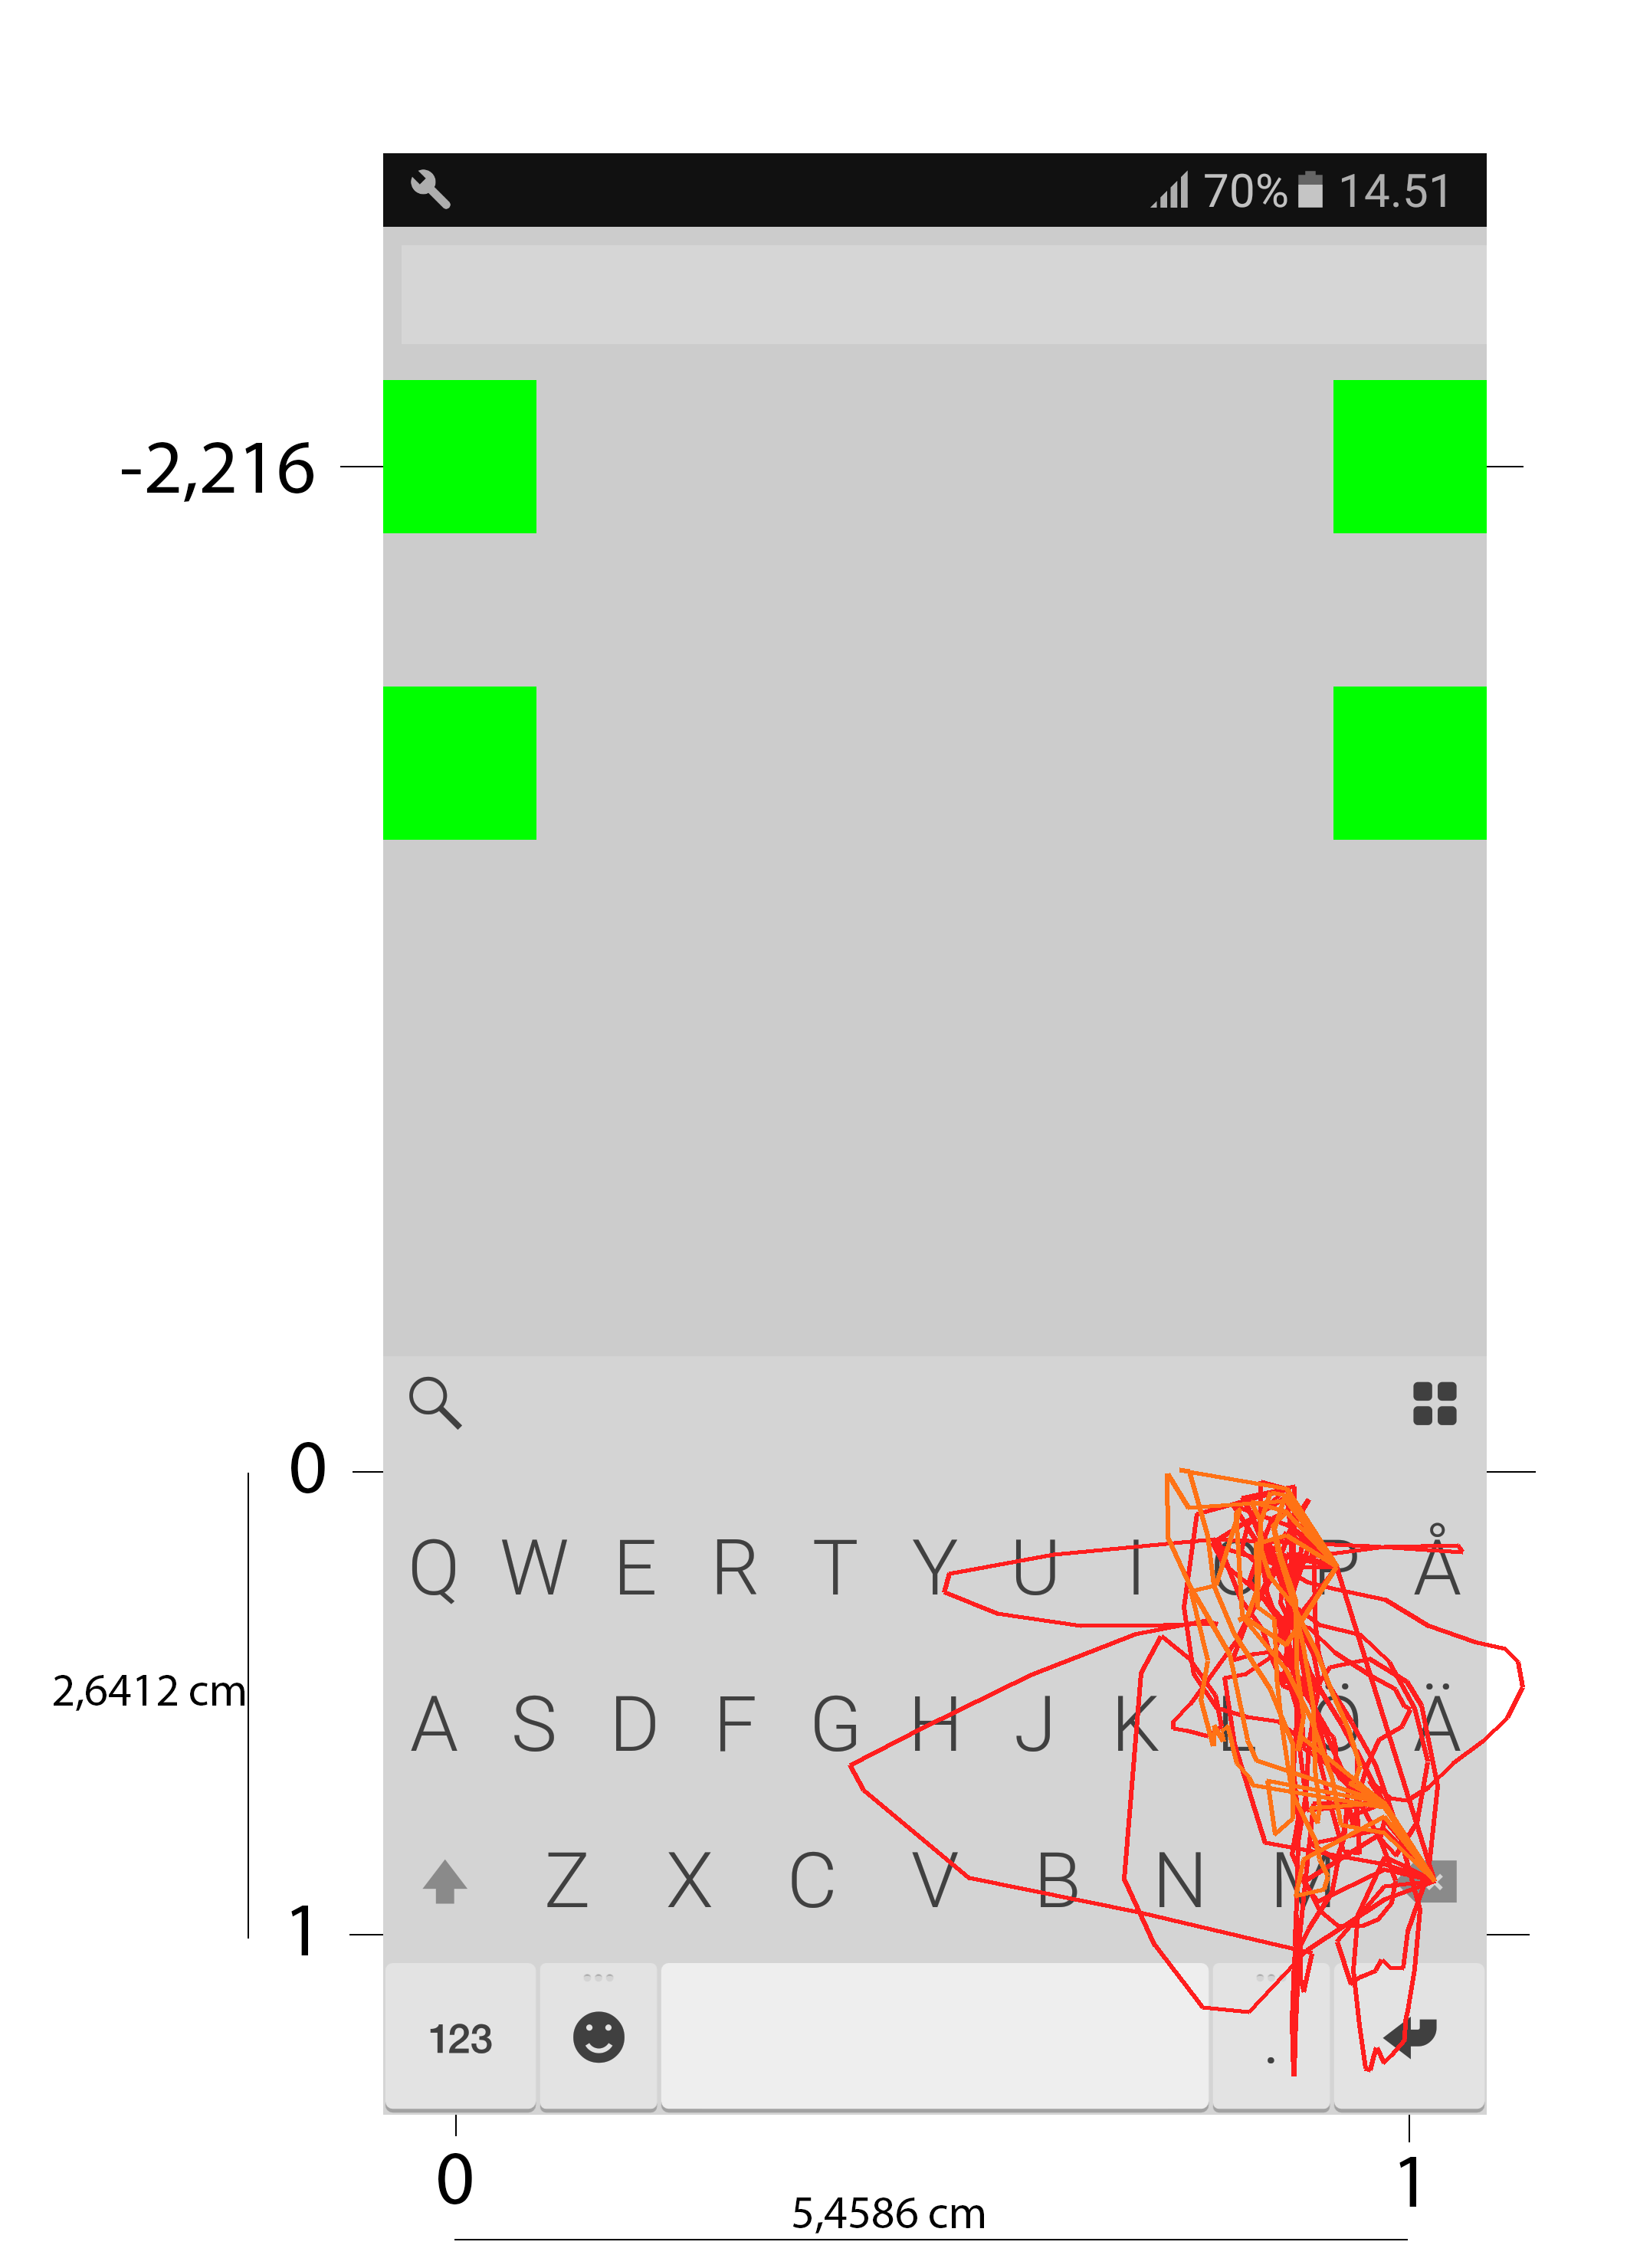 70% 14.51
-2,216
0
Q W E R T Y U I O P Å
2,6412 cm
A S D F G H J K L Ö Ä
Z X C V B N M
1
123 .
0 1
5,4586 cm